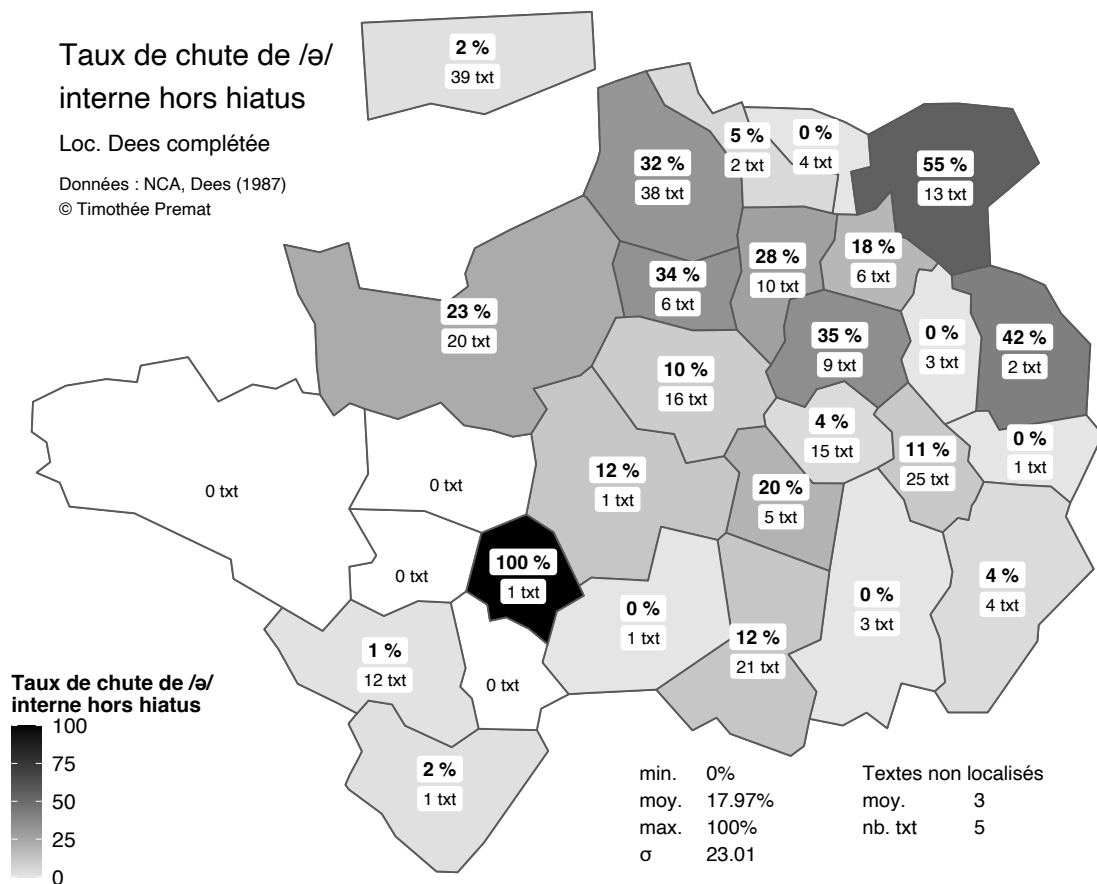 Taux de chute de /ə/
interne hors hiatus
Loc. Dees complétée
Données : NCA, Dees (1987)
© Timothée Premat
2 %
39 txt
32 %
38 txt
5 %
2 txt
0 %
4 txt
55 %
13 txt
34 %
6 txt
28 %
10 txt
18 %
6 txt
23 %
20 txt
35 %
9 txt
0 %
3 txt
42 %
2 txt
10 %
16 txt
4 %
15 txt
11 %
25 txt
0 %
1 txt
0 txt
0 txt
12 %
1 txt
20 %
5 txt
0 txt
100 %
1 txt
0 %
1 txt
12 %
21 txt
0 %
3 txt
4 %
4 txt
1 %
12 txt
0 txt
2 %
1 txt
Taux de chute de /ə/
interne hors hiatus
100
75
50
25
0
min. 0%
moy. 17.97%
max. 100%
σ 23.01
Textes non localisés
moy. 3
nb. txt 5